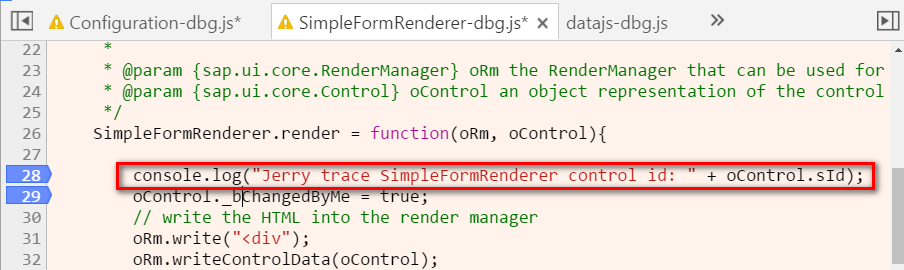 Configuration-dbg.js* SimpleFormRenderer-dbg.js* × datajs-dbg.js »
22 *
23 * @param {sap.ui.core.RenderManager} oRm the RenderManager that can be used for
24 * @param {sap.ui.core.Control} oControl an object representation of the control
25 */
26 SimpleFormRenderer.render = function(oRm, oControl){
27
28 console.log("Jerry trace SimpleFormRenderer control id: " + oControl.sId);
29 oControl._bChangedByMe = true;
30 // write the HTML into the render manager
31 oRm.write("<div");
32 oRm.writeControlData(oControl);